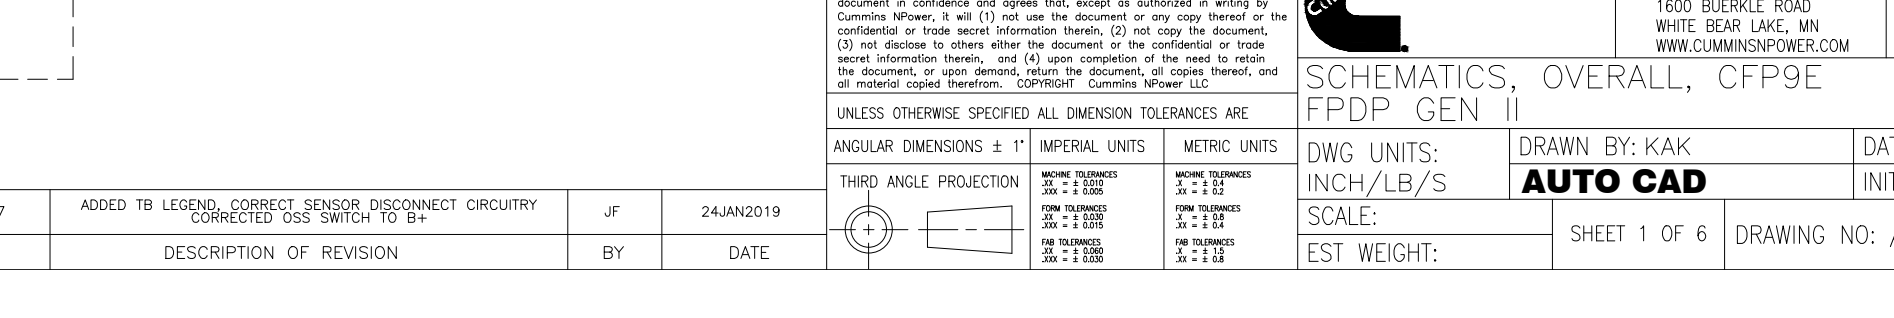 document in confidence and agrees that, except as authorized in writing by
Cummins NPower, it will (1) not use the document or any copy thereof or the
confidential or trade secret information therein, (2) not copy the document,
(3) not disclose to others either the document or the confidential or trade
secret information therein, and (4) upon completion of the need to retain
the document, or upon demand, return the document, all copies thereof, and
all material copied therefrom. COPYRIGHT Cummins NPower LLC
UNLESS OTHERWISE SPECIFIED ALL DIMENSION TOLERANCES ARE
ANGULAR DIMENSIONS ± 1°
IMPERIAL UNITS
METRIC UNITS
THIRD ANGLE PROJECTION
MACHINE TOLERANCES
.XX = ± 0.010
.XXX = ± 0.005
FORM TOLERANCES
.XX = ± 0.030
.XXX = ± 0.015
FAB TOLERANCES
.XX = ± 0.060
.XXX = ± 0.030
MACHINE TOLERANCES
.X = ± 0.4
.XX = ± 0.2
FORM TOLERANCES
.X = ± 0.8
.XX = ± 0.4
FAB TOLERANCES
.X = ± 1.5
.XX = ± 0.8
1600 BUERKLE ROAD
WHITE BEAR LAKE, MN
WWW.CUMMINSNPOWER.COM
SCHEMATICS, OVERALL, CFP9E
FPDP GEN II
DWG UNITS:
INCH/LB/S
DRAWN BY: KAK
AUTO CAD
SCALE:
EST WEIGHT:
SHEET 1 OF 6
DRAWING NO:
7
ADDED TB LEGEND, CORRECT SENSOR DISCONNECT CIRCUITRY
CORRECTED OSS SWITCH TO B+
JF
24JAN2019
DESCRIPTION OF REVISION
BY
DATE